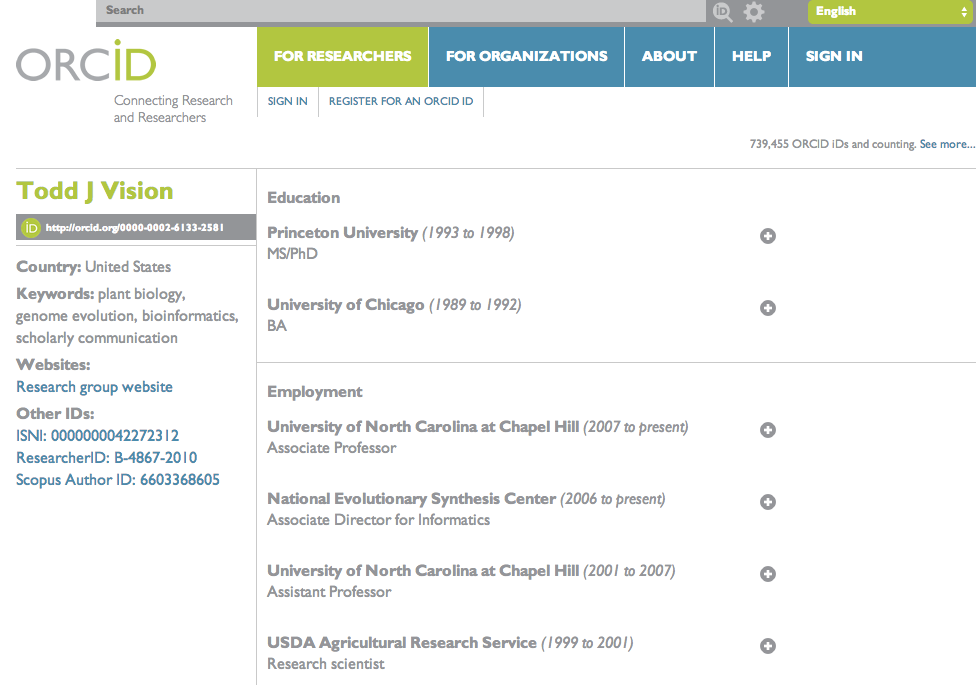 Search
iD
English
ORCiD
Connecting Research
and Researchers
FOR RESEARCHERS
FOR ORGANIZATIONS
ABOUT
HELP
SIGN IN
SIGN IN
REGISTER FOR AN ORCID ID
739,455 ORCID iDs and counting. See more...
Todd J Vision
iD http://orcid.org/0000-0002-6133-2581
Country: United States
Keywords: plant biology,
genome evolution, bioinformatics,
scholarly communication
Websites:
Research group website
Other IDs:
ISNI: 0000000042272312
ResearcherID: B-4867-2010
Scopus Author ID: 6603368605
Education
Princeton University (1993 to 1998)
MS/PhD
University of Chicago (1989 to 1992)
BA
Employment
University of North Carolina at Chapel Hill (2007 to present)
Associate Professor
National Evolutionary Synthesis Center (2006 to present)
Associate Director for Informatics
University of North Carolina at Chapel Hill (2001 to 2007)
Assistant Professor
USDA Agricultural Research Service (1999 to 2001)
Research scientist